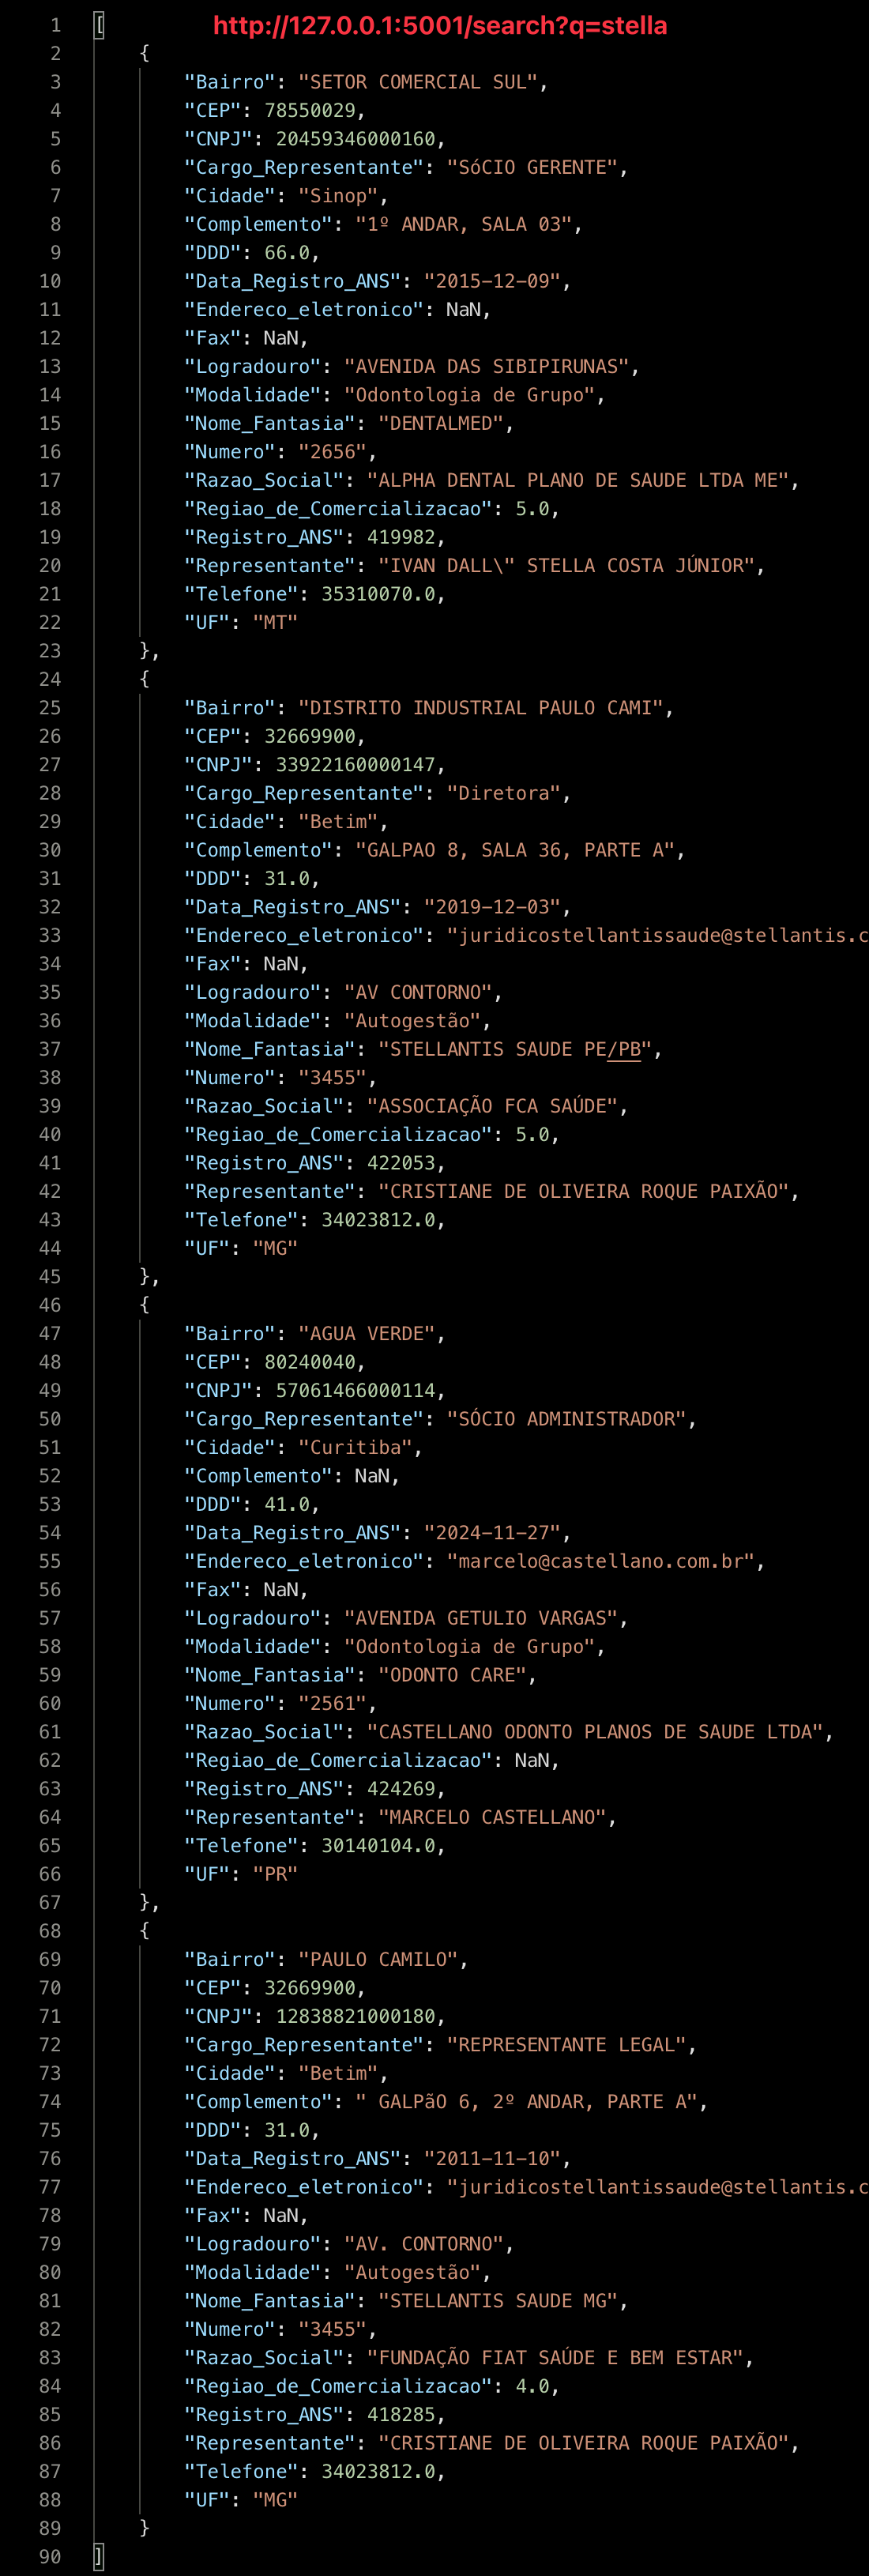 http://127.0.0.1:5001/search?q=stella
1 [
2 {
3 "Bairro": "SETOR COMERCIAL SUL",
4 "CEP": 78550029,
5 "CNPJ": 20459346000160,
6 "Cargo_Representante": "SóCIO GERENTE",
7 "Cidade": "Sinop",
8 "Complemento": "1º ANDAR, SALA 03",
9 "DDD": 66.0,
10 "Data_Registro_ANS": "2015-12-09",
11 "Endereco_eletronico": NaN,
12 "Fax": NaN,
13 "Logradouro": "AVENIDA DAS SIBIPIRUNAS",
14 "Modalidade": "Odontologia de Grupo",
15 "Nome_Fantasia": "DENTALMED",
16 "Numero": "2656",
17 "Razao_Social": "ALPHA DENTAL PLANO DE SAUDE LTDA ME",
18 "Regiao_de_Comercializacao": 5.0,
19 "Registro_ANS": 419982,
20 "Representante": "IVAN DALL\" STELLA COSTA JÚNIOR",
21 "Telefone": 35310070.0,
22 "UF": "MT"
23 },
24 {
25 "Bairro": "DISTRITO INDUSTRIAL PAULO CAMI",
26 "CEP": 32669900,
27 "CNPJ": 33922160000147,
28 "Cargo_Representante": "Diretora",
29 "Cidade": "Betim",
30 "Complemento": "GALPAO 8, SALA 36, PARTE A",
31 "DDD": 31.0,
32 "Data_Registro_ANS": "2019-12-03",
33 "Endereco_eletronico": "juridicostellantissaude@stellantis.c
34 "Fax": NaN,
35 "Logradouro": "AV CONTORNO",
36 "Modalidade": "Autogestão",
37 "Nome_Fantasia": "STELLANTIS SAUDE PE/PB",
38 "Numero": "3455",
39 "Razao_Social": "ASSOCIAÇÃO FCA SAÚDE",
40 "Regiao_de_Comercializacao": 5.0,
41 "Registro_ANS": 422053,
42 "Representante": "CRISTIANE DE OLIVEIRA ROQUE PAIXÃO",
43 "Telefone": 34023812.0,
44 "UF": "MG"
45 },
46 {
47 "Bairro": "AGUA VERDE",
48 "CEP": 80240040,
49 "CNPJ": 57061466000114,
50 "Cargo_Representante": "SÓCIO ADMINISTRADOR",
51 "Cidade": "Curitiba",
52 "Complemento": NaN,
53 "DDD": 41.0,
54 "Data_Registro_ANS": "2024-11-27",
55 "Endereco_eletronico": "marcelo@castellano.com.br",
56 "Fax": NaN,
57 "Logradouro": "AVENIDA GETULIO VARGAS",
58 "Modalidade": "Odontologia de Grupo",
59 "Nome_Fantasia": "ODONTO CARE",
60 "Numero": "2561",
61 "Razao_Social": "CASTELLANO ODONTO PLANOS DE SAUDE LTDA",
62 "Regiao_de_Comercializacao": NaN,
63 "Registro_ANS": 424269,
64 "Representante": "MARCELO CASTELLANO",
65 "Telefone": 30140104.0,
66 "UF": "PR"
67 },
68 {
69 "Bairro": "PAULO CAMILO",
70 "CEP": 32669900,
71 "CNPJ": 12838821000180,
72 "Cargo_Representante": "REPRESENTANTE LEGAL",
73 "Cidade": "Betim",
74 "Complemento": " GALPãO 6, 2º ANDAR, PARTE A",
75 "DDD": 31.0,
76 "Data_Registro_ANS": "2011-11-10",
77 "Endereco_eletronico": "juridicostellantissaude@stellantis.c
78 "Fax": NaN,
79 "Logradouro": "AV. CONTORNO",
80 "Modalidade": "Autogestão",
81 "Nome_Fantasia": "STELLANTIS SAUDE MG",
82 "Numero": "3455",
83 "Razao_Social": "FUNDAÇÃO FIAT SAÚDE E BEM ESTAR",
84 "Regiao_de_Comercializacao": 4.0,
85 "Registro_ANS": 418285,
86 "Representante": "CRISTIANE DE OLIVEIRA ROQUE PAIXÃO",
87 "Telefone": 34023812.0,
88 "UF": "MG"
89 }
90 ]